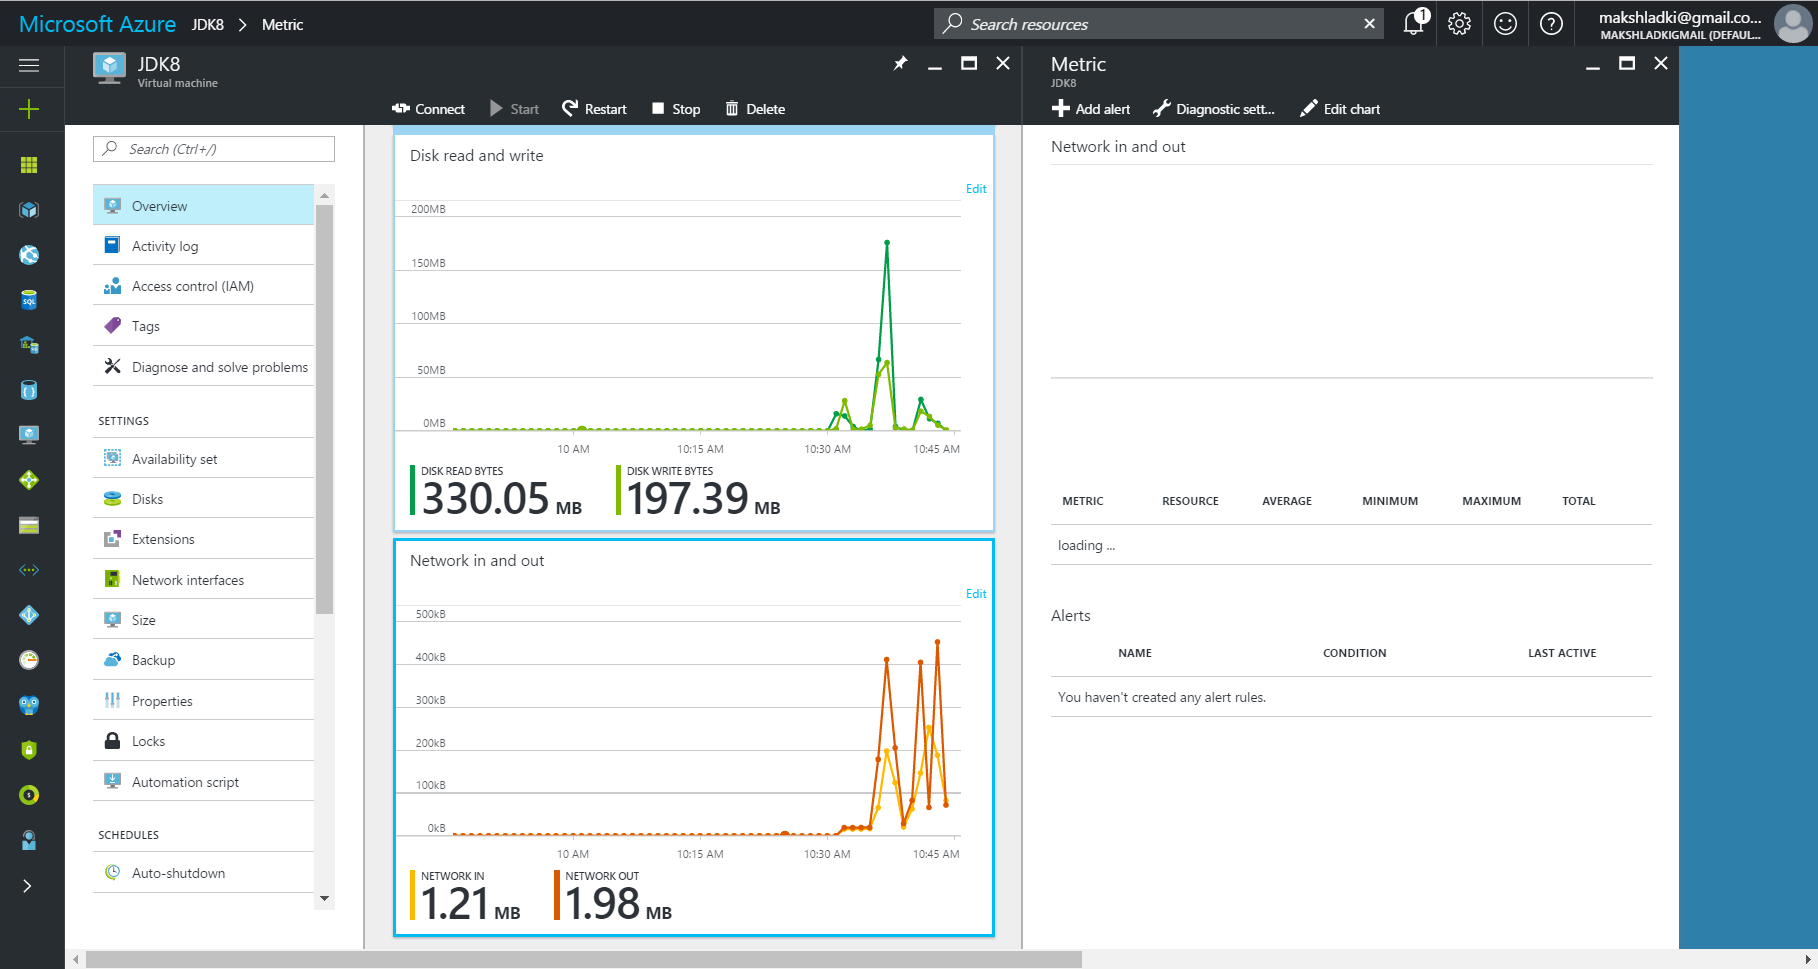 Microsoft Azure JDK8 > Metric
Search resources
1
makshladki@gmail.co...
MAKSHLADKIGMAIL (DEFAUL...
JDK8
Virtual machine
Connect Start Restart Stop Delete
Search (Ctrl+/)
Overview
Activity log
Access control (IAM)
Tags
Diagnose and solve problems
SETTINGS
Availability set
Disks
Extensions
Network interfaces
Size
Backup
Properties
Locks
Automation script
SCHEDULES
Auto-shutdown
Disk read and write
Edit
200MB
150MB
100MB
50MB
0MB
10 AM 10:15 AM 10:30 AM 10:45 AM
DISK READ BYTES
330.05 MB
DISK WRITE BYTES
197.39 MB
Network in and out
Edit
500kB
400kB
300kB
200kB
100kB
0kB
10 AM 10:15 AM 10:30 AM 10:45 AM
NETWORK IN
1.21 MB
NETWORK OUT
1.98 MB
Metric
JDK8
Add alert Diagnostic sett... Edit chart
Network in and out
METRIC RESOURCE AVERAGE MINIMUM MAXIMUM TOTAL
loading ...
Alerts
NAME CONDITION LAST ACTIVE
You haven't created any alert rules.
SQL